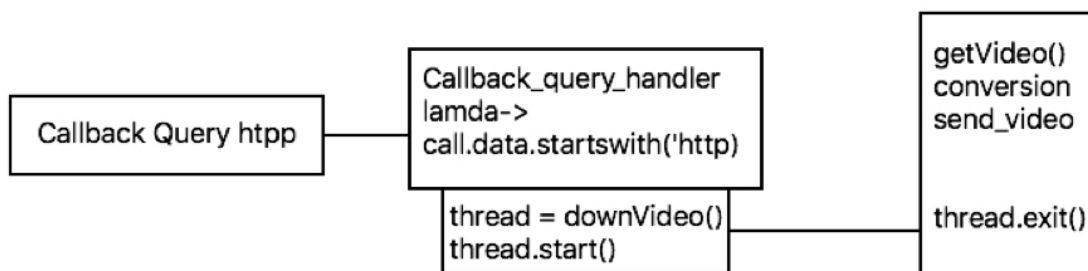 Callback Query htpp
Callback_query_handler
lamda->
call.data.startswith('http)
thread = downVideo()
thread.start()
getVideo()
conversion
send_video
thread.exit()